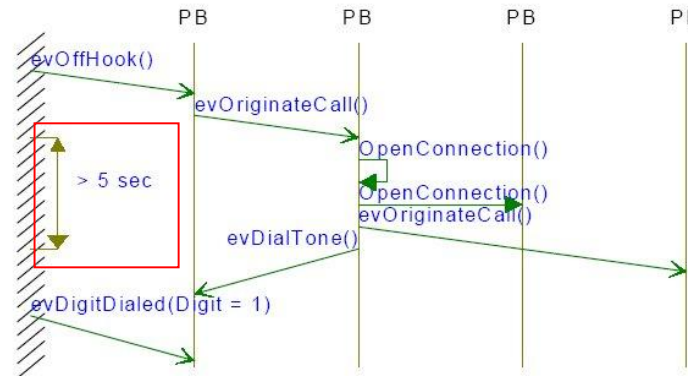 PB PB PB P
evOffHook()
evOriginateCall()
OpenConnection()
> 5 sec
OpenConnection()
evOriginateCall()
evDialTone()
evDigitDialed(Digit = 1)